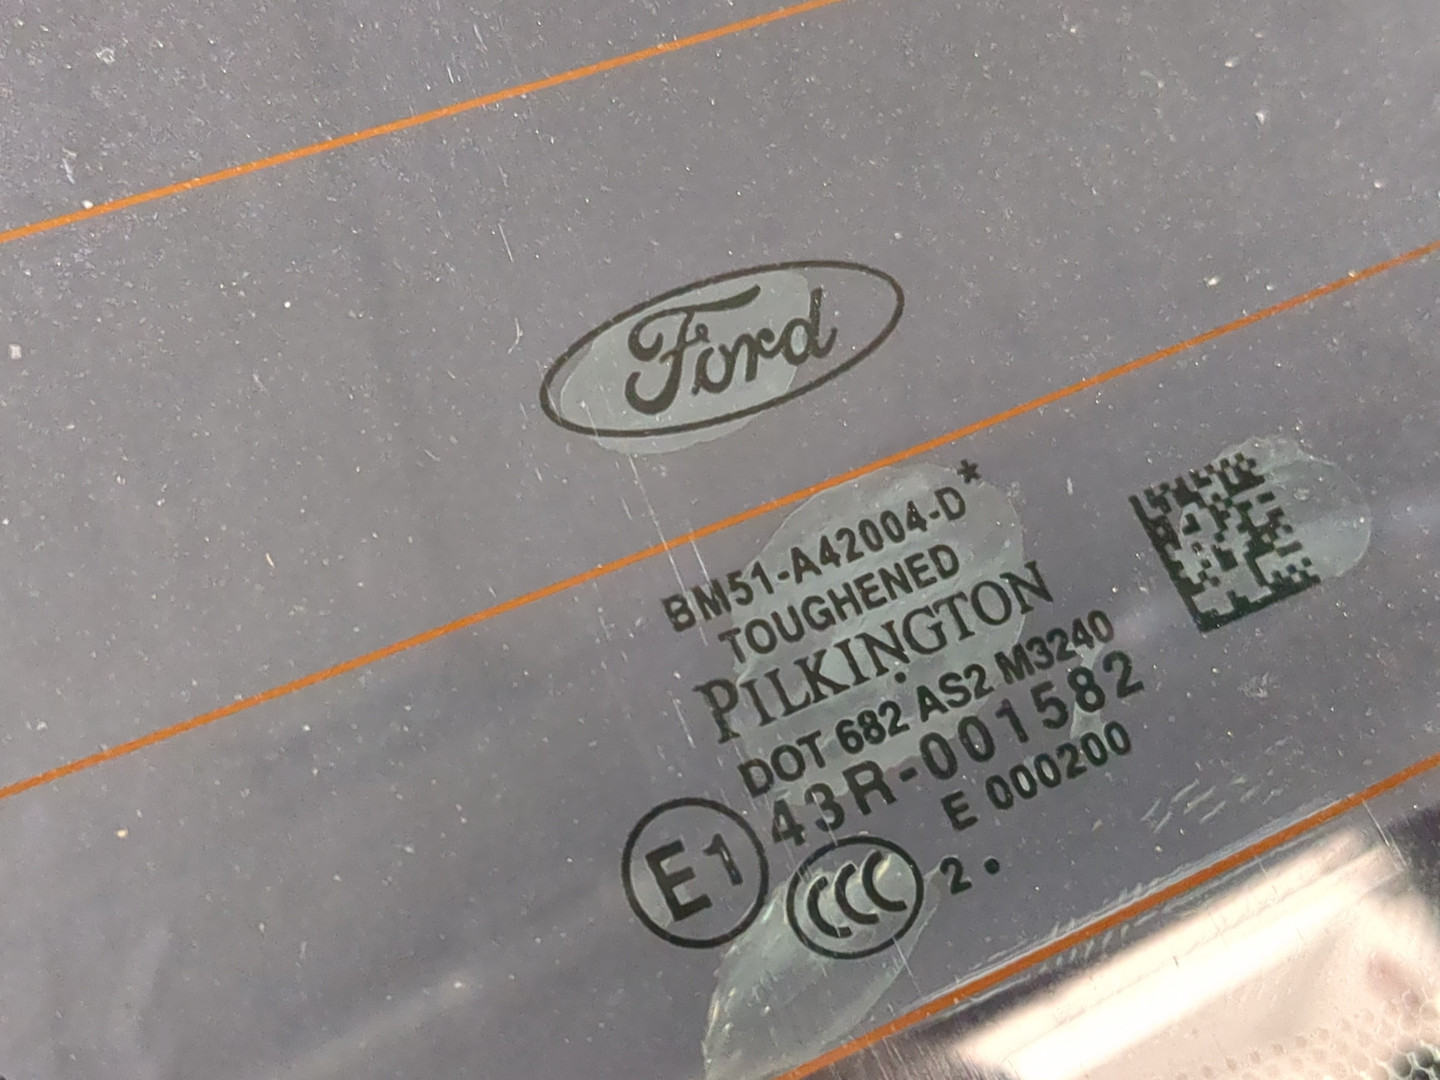 Ford
BM51-A42004-D*
TOUGHENED
PILKINGTON
DOT 682 AS2 M3240
43R-001582
E 000200
E1
CCC
2.